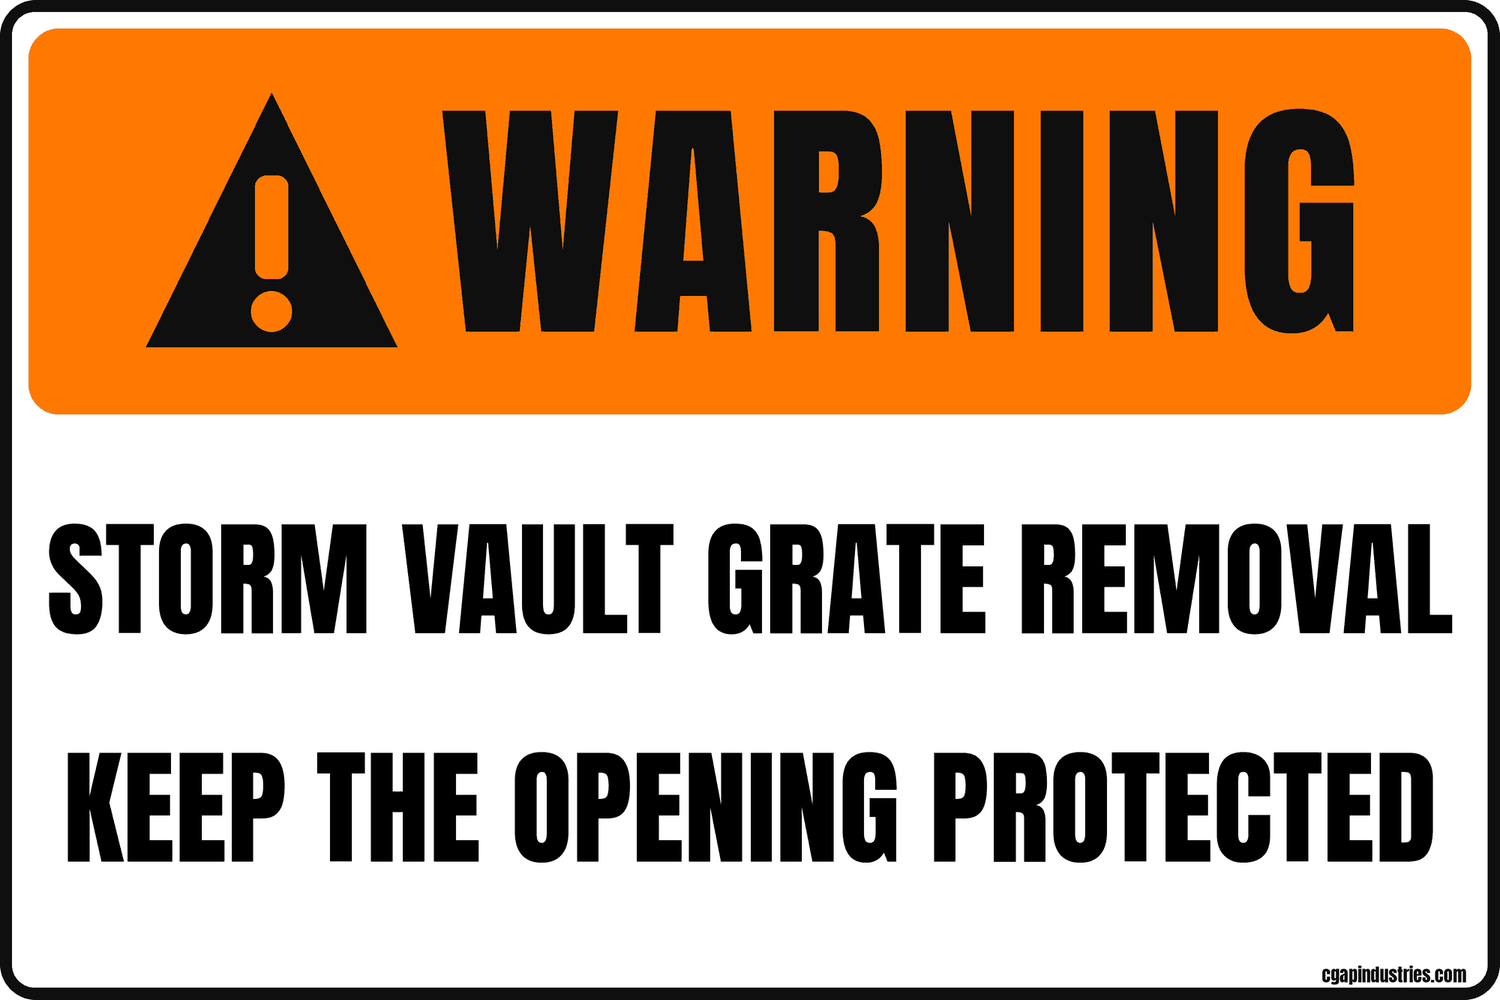 WARNING
STORM VAULT GRATE REMOVAL
KEEP THE OPENING PROTECTED
cgapindustries.com